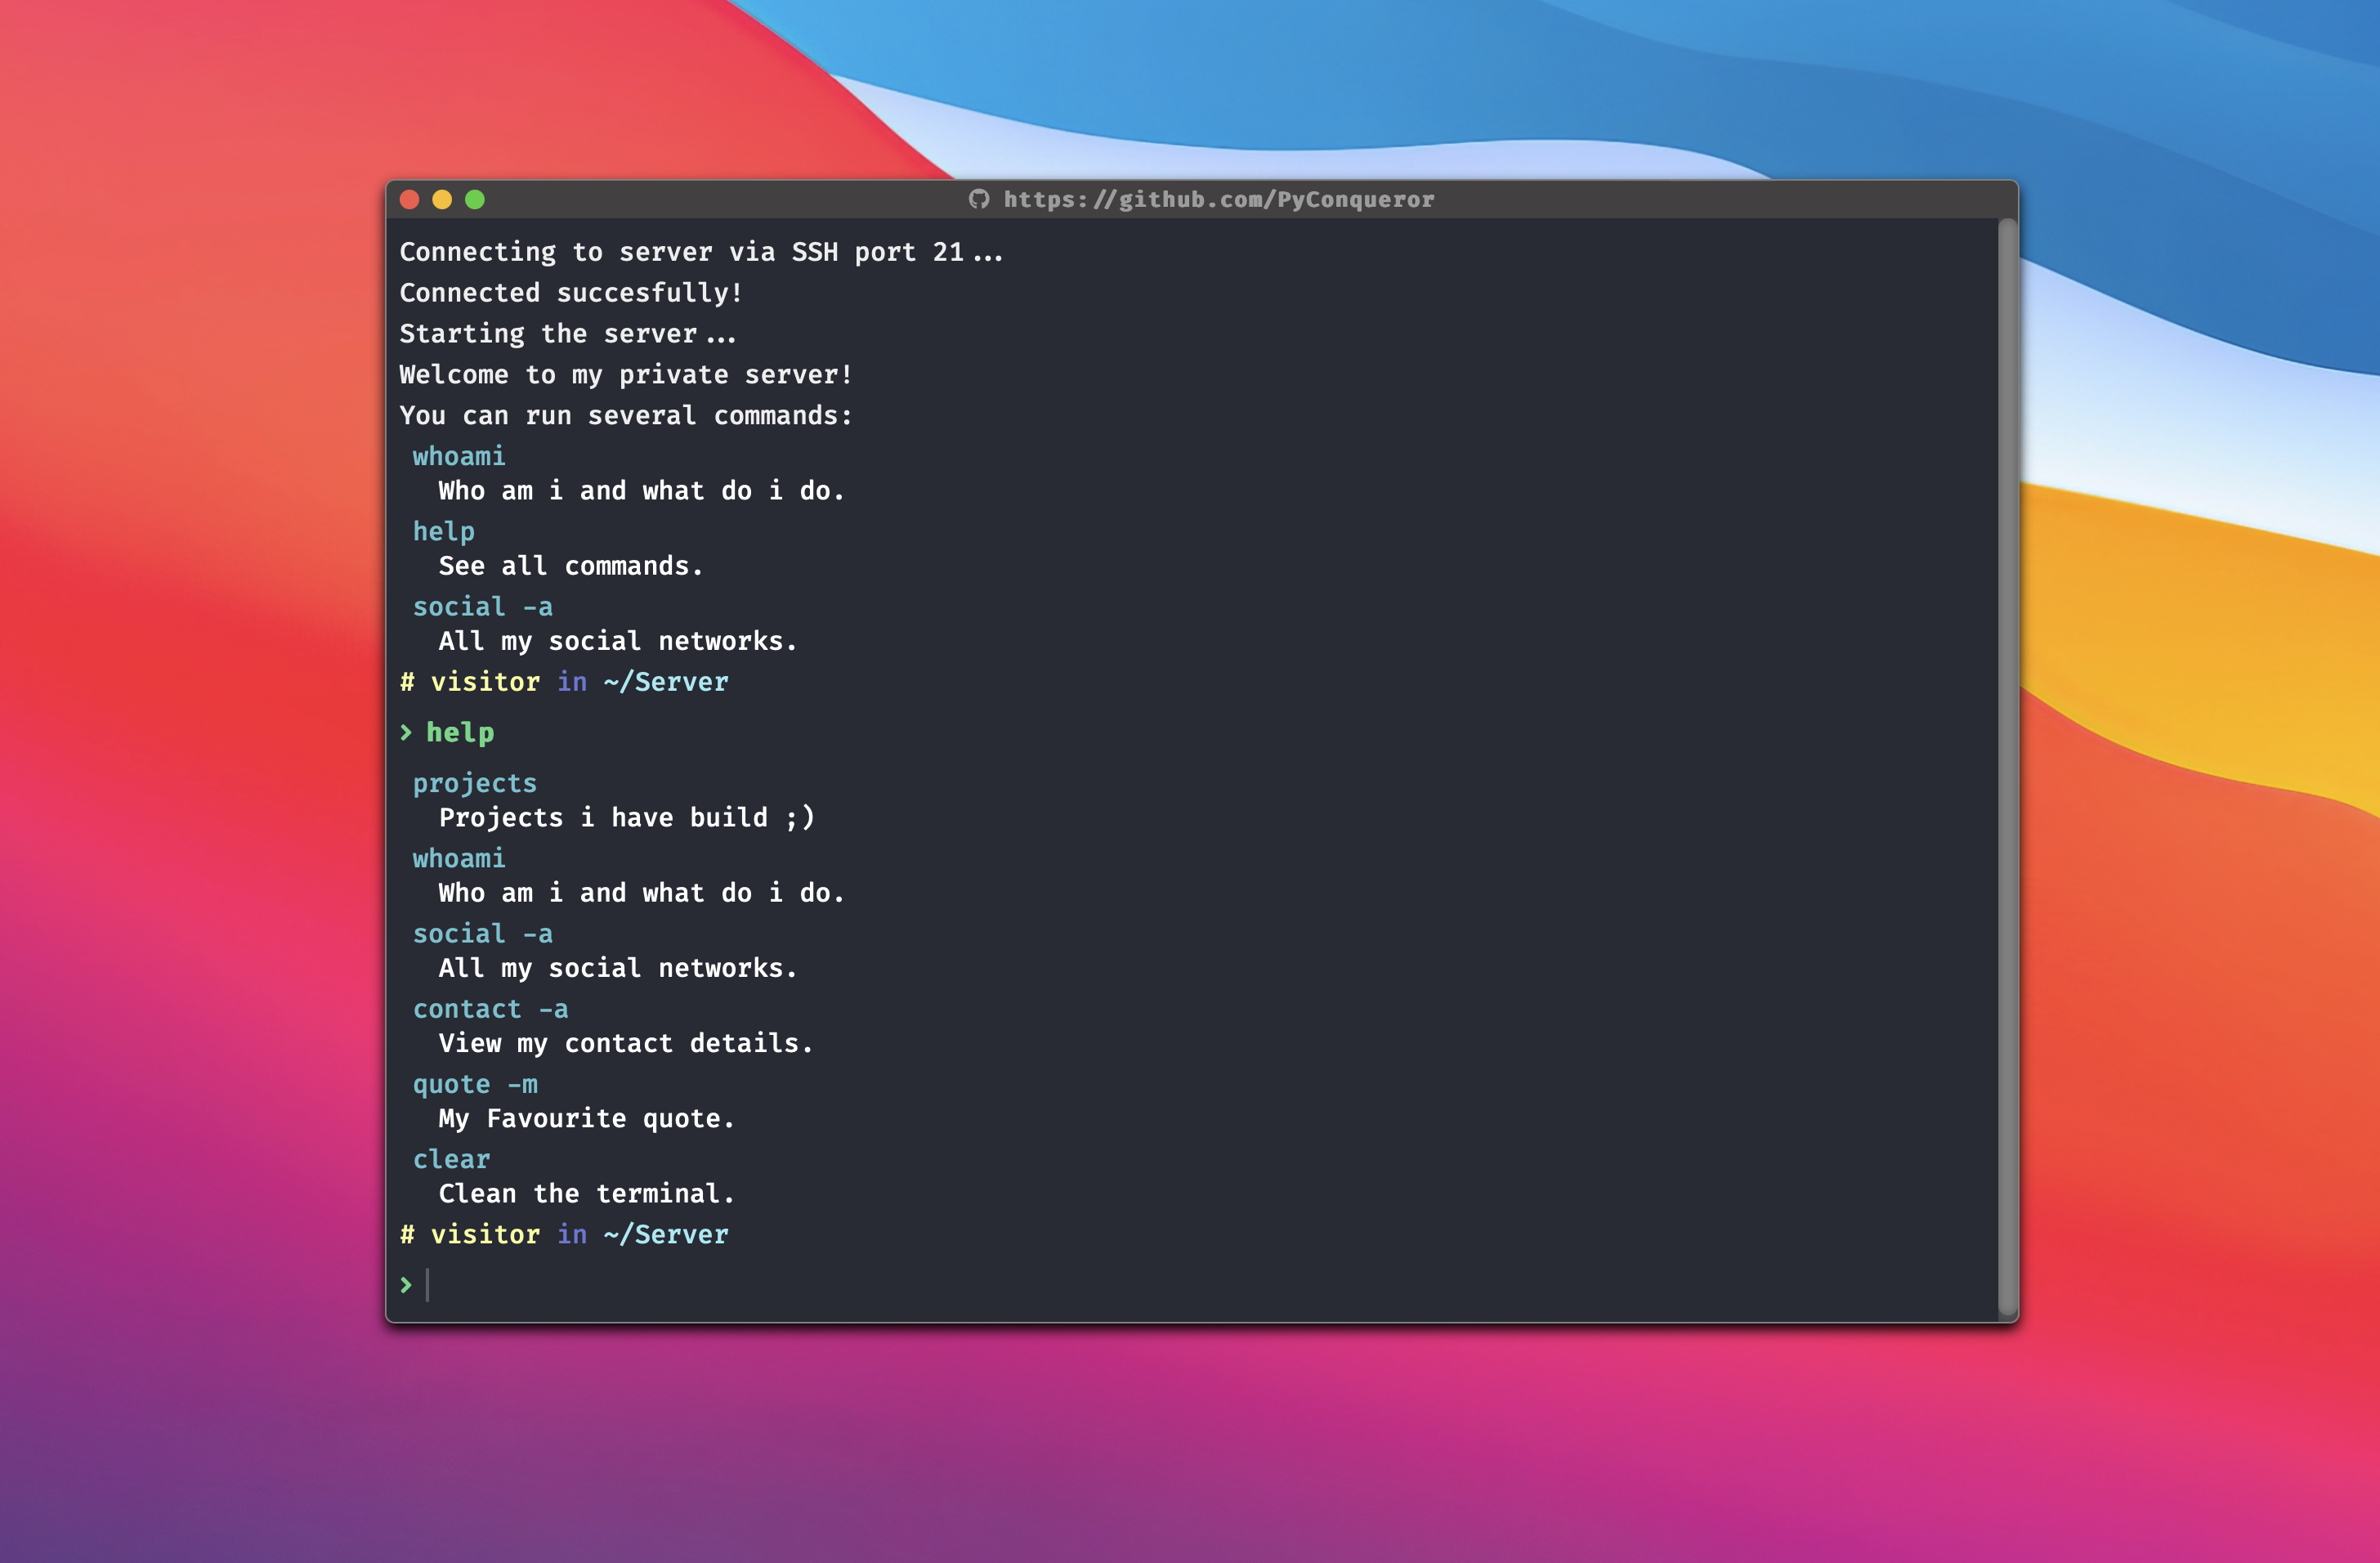 https://github.com/PyConqueror
Connecting to server via SSH port 21...
Connected succesfully!
Starting the server...
Welcome to my private server!
You can run several commands:
whoami
Who am i and what do i do.
help
See all commands.
social -a
All my social networks.
# visitor in ~/Server
> help
projects
Projects i have build ;)
whoami
Who am i and what do i do.
social -a
All my social networks.
contact -a
View my contact details.
quote -m
My Favourite quote.
clear
Clean the terminal.
# visitor in ~/Server
>